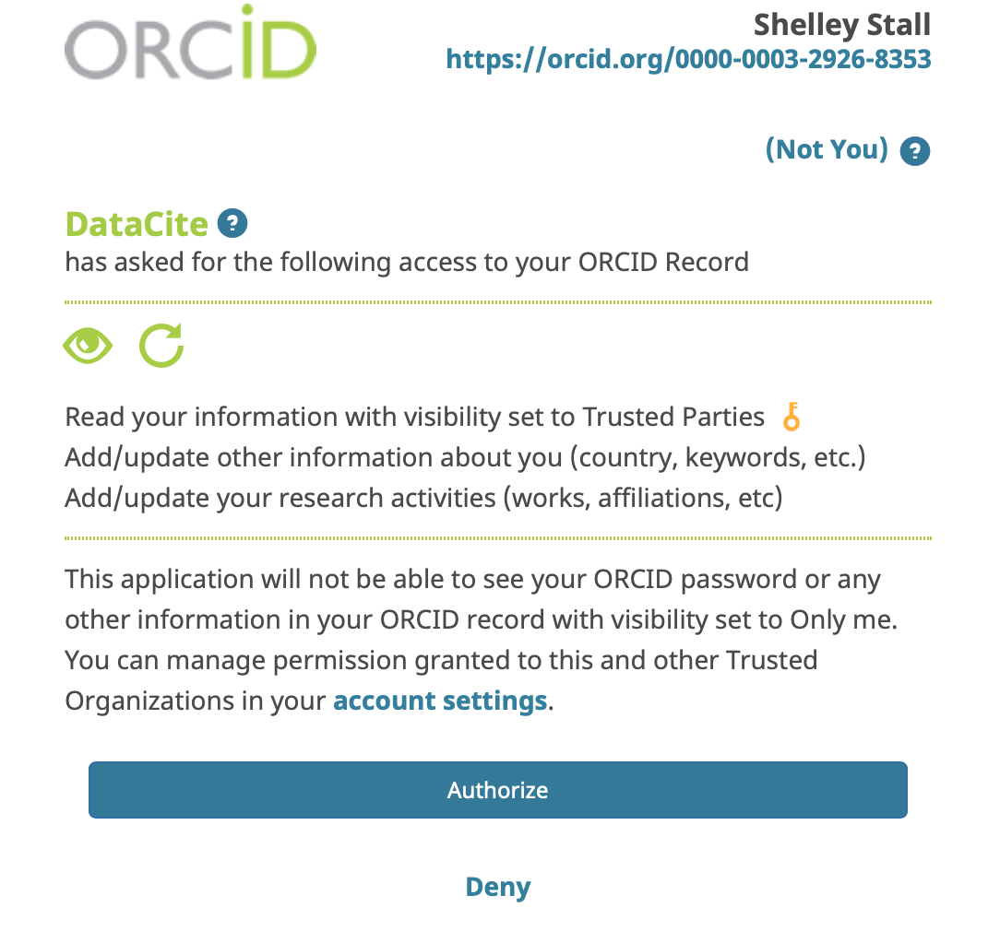 ORCiD
Shelley Stall
https://orcid.org/0000-0003-2926-8353
(Not You) ?
DataCite ?
has asked for the following access to your ORCID Record
Read your information with visibility set to Trusted Parties
Add/update other information about you (country, keywords, etc.)
Add/update your research activities (works, affiliations, etc)
This application will not be able to see your ORCID password or any
other information in your ORCID record with visibility set to Only me.
You can manage permission granted to this and other Trusted
Organizations in your account settings.
Authorize
Deny